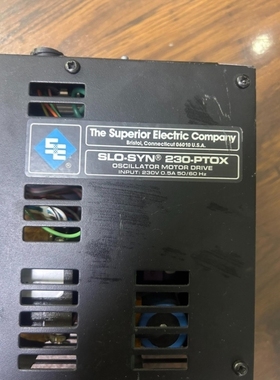 The Superior Electric Company
Bristol, Connecticut 06010 U.S.A.
SLO-SYN® 230-PTOX
OSCILLATOR MOTOR DRIVE
INPUT: 230V 0.5A 50/60 Hz
SE
®